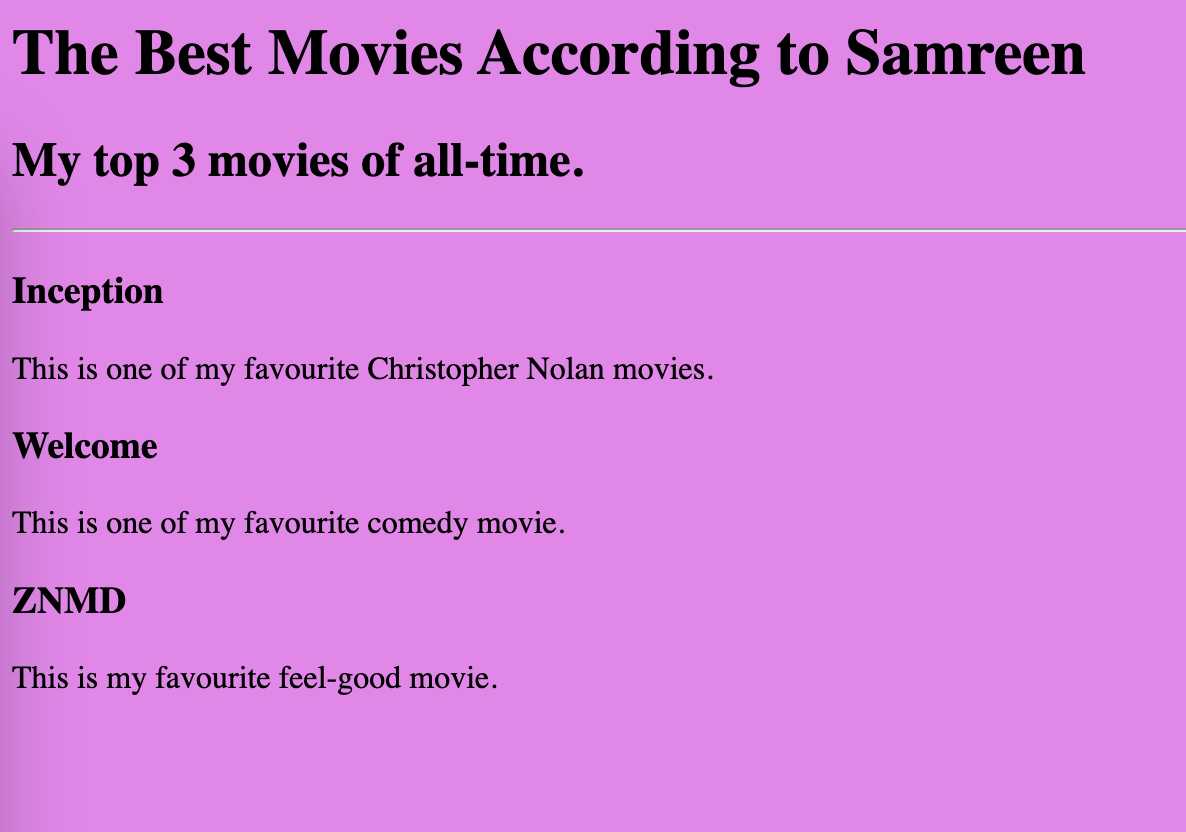 The Best Movies According to Samreen
My top 3 movies of all-time.
Inception
This is one of my favourite Christopher Nolan movies.
Welcome
This is one of my favourite comedy movie.
ZNMD
This is my favourite feel-good movie.